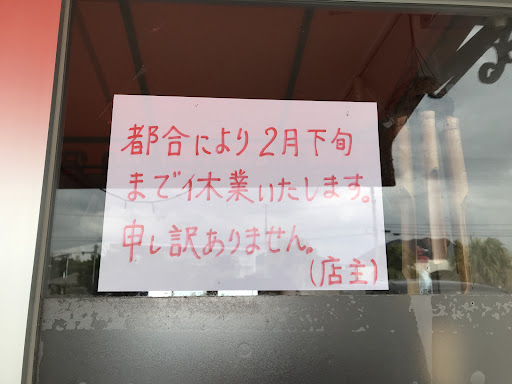 都合により2月下旬
まで休業いたします。
申し訳ありません。
(店主)